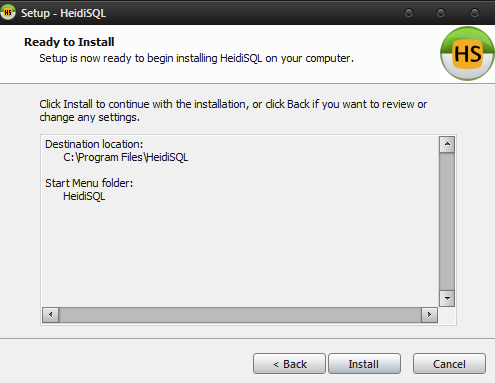 HS Setup - HeidiSQL
Ready to Install
Setup is now ready to begin installing HeidiSQL on your computer.
HS
Click Install to continue with the installation, or click Back if you want to review or
change any settings.
Destination location:
C:\Program Files\HeidiSQL
Start Menu folder:
HeidiSQL
< Back Install Cancel